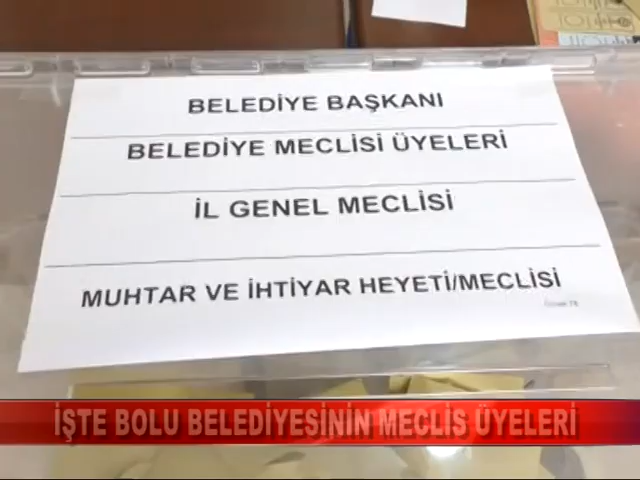 BELEDİYE BAŞKANI
BELEDİYE MECLİSİ ÜYELERİ
İL GENEL MECLİSİ
MUHTAR VE İHTİYAR HEYETİ/MECLİSİ
İŞTE BOLU BELEDİYESİNİN MECLİS ÜYELERİ